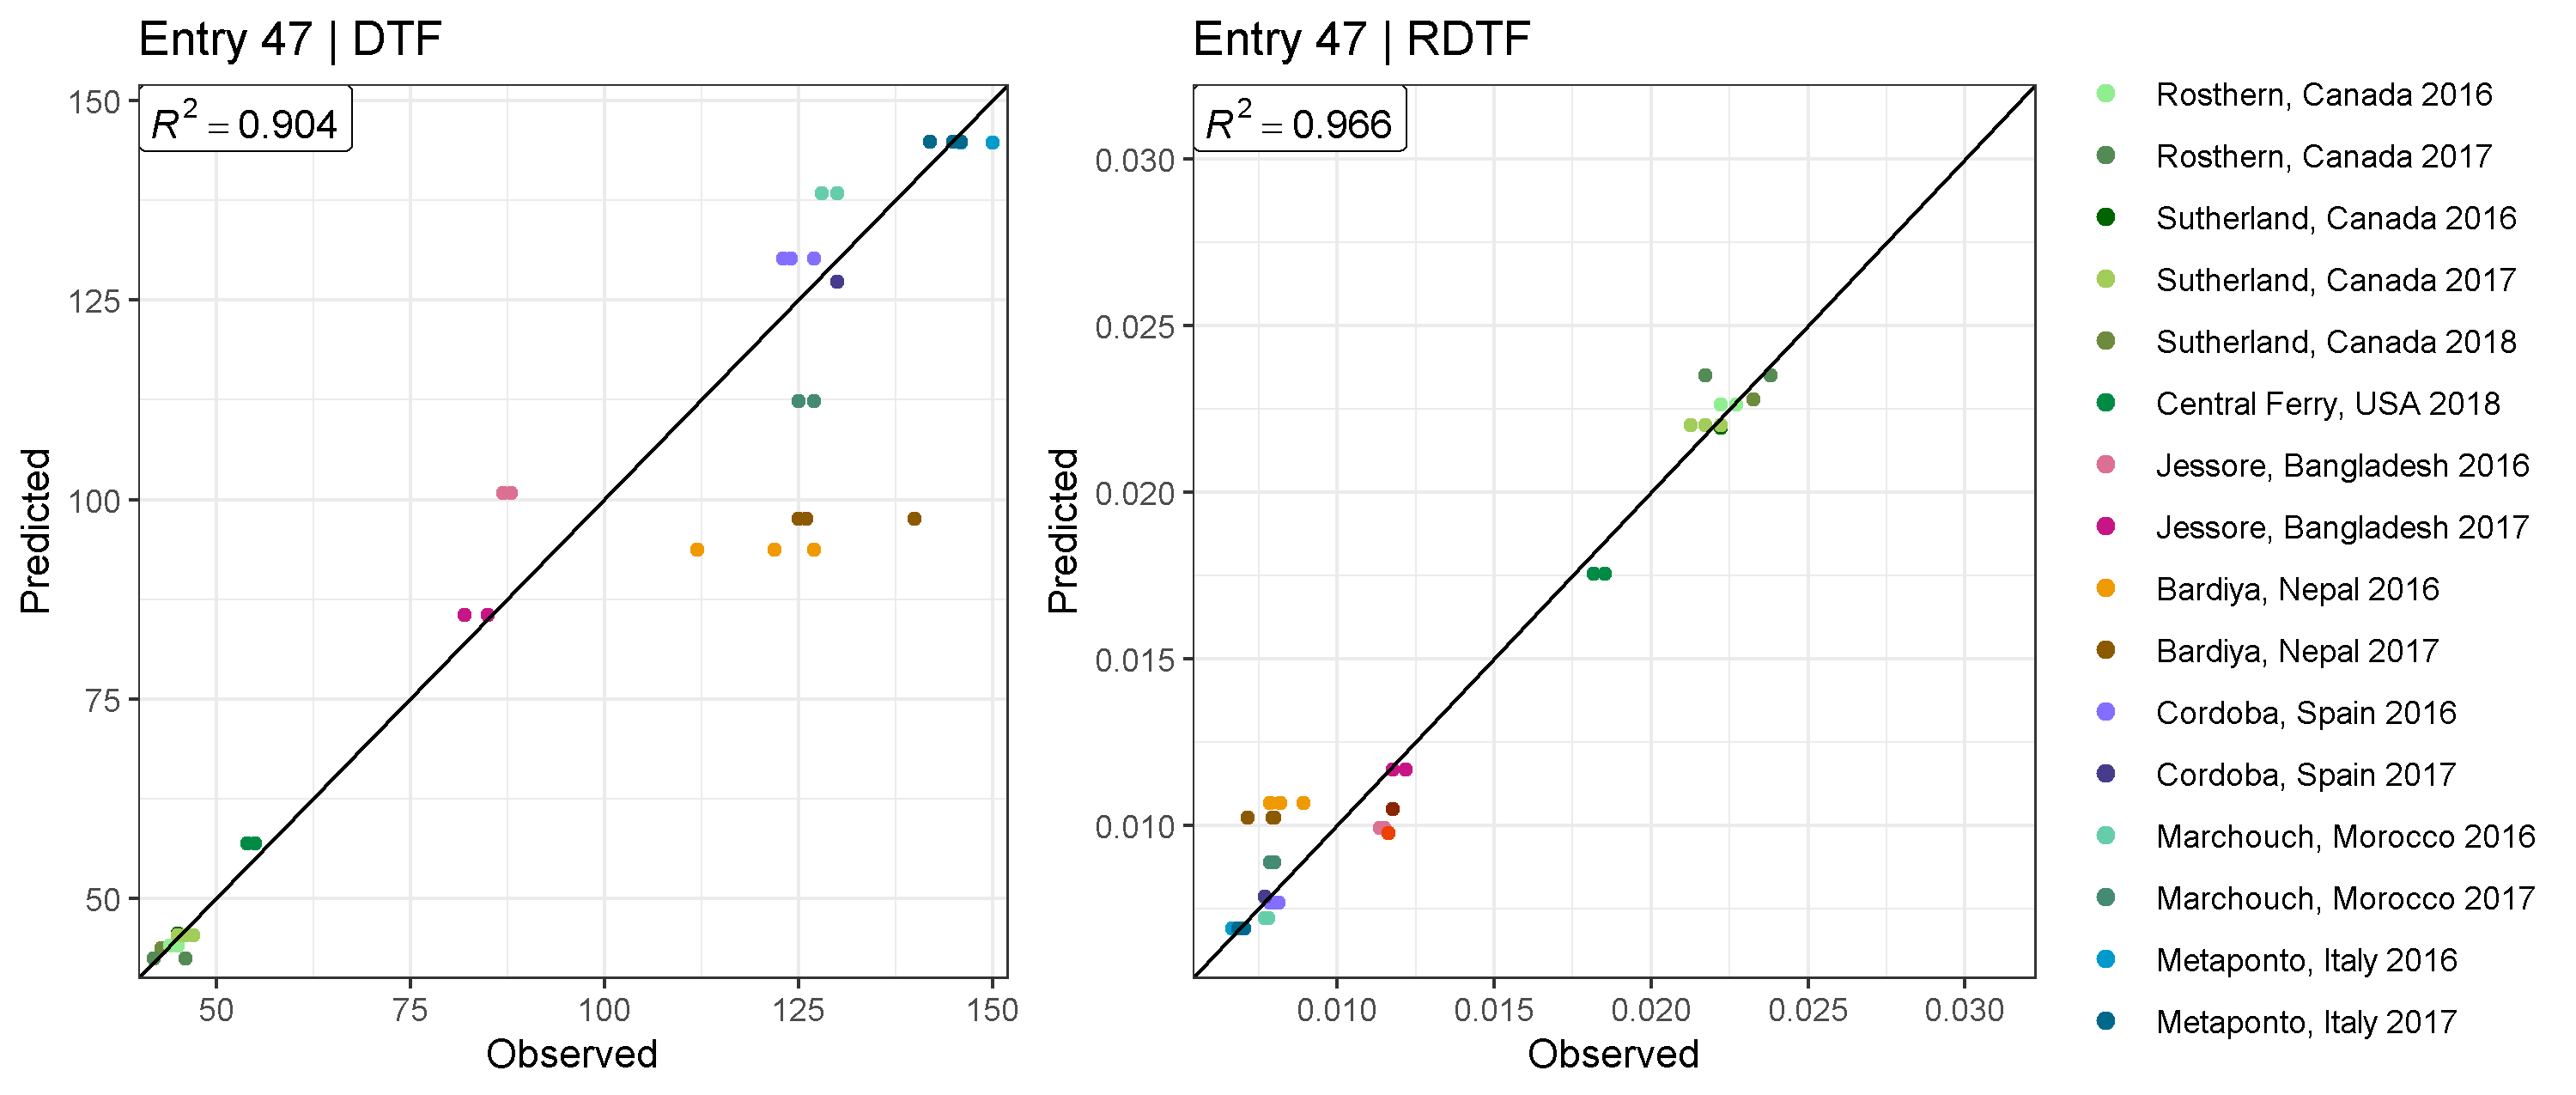 Entry 47 | DTF
R² = 0.904
150
125
100
75
50
Predicted
50 75 100 125 150
Observed
Entry 47 | RDTF
R² = 0.966
0.030
0.025
0.020
0.015
0.010
Predicted
0.010 0.015 0.020 0.025 0.030
Observed
Rosthern, Canada 2016
Rosthern, Canada 2017
Sutherland, Canada 2016
Sutherland, Canada 2017
Sutherland, Canada 2018
Central Ferry, USA 2018
Jessore, Bangladesh 2016
Jessore, Bangladesh 2017
Bardiya, Nepal 2016
Bardiya, Nepal 2017
Cordoba, Spain 2016
Cordoba, Spain 2017
Marchouch, Morocco 2016
Marchouch, Morocco 2017
Metaponto, Italy 2016
Metaponto, Italy 2017